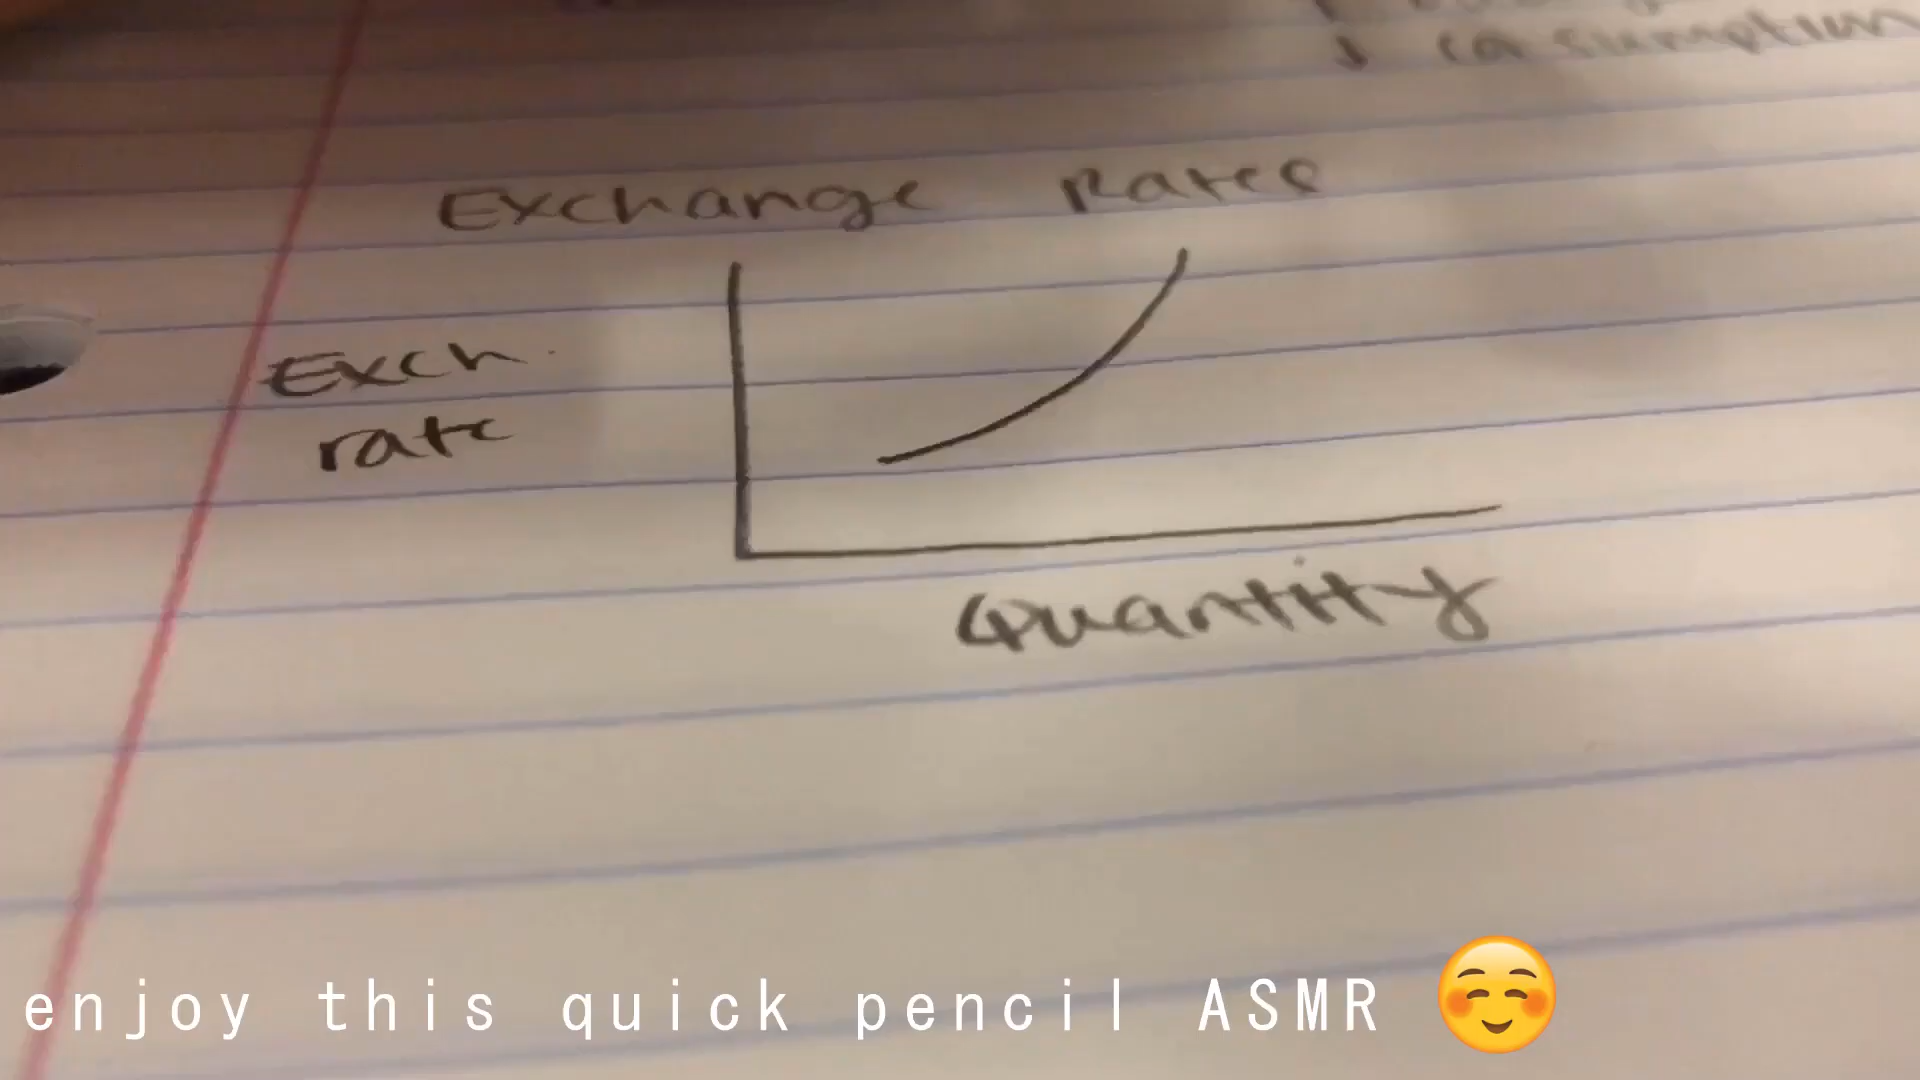 Exchange Rates
Exch.
rate
Quantity
enjoy this quick pencil ASMR ☺️